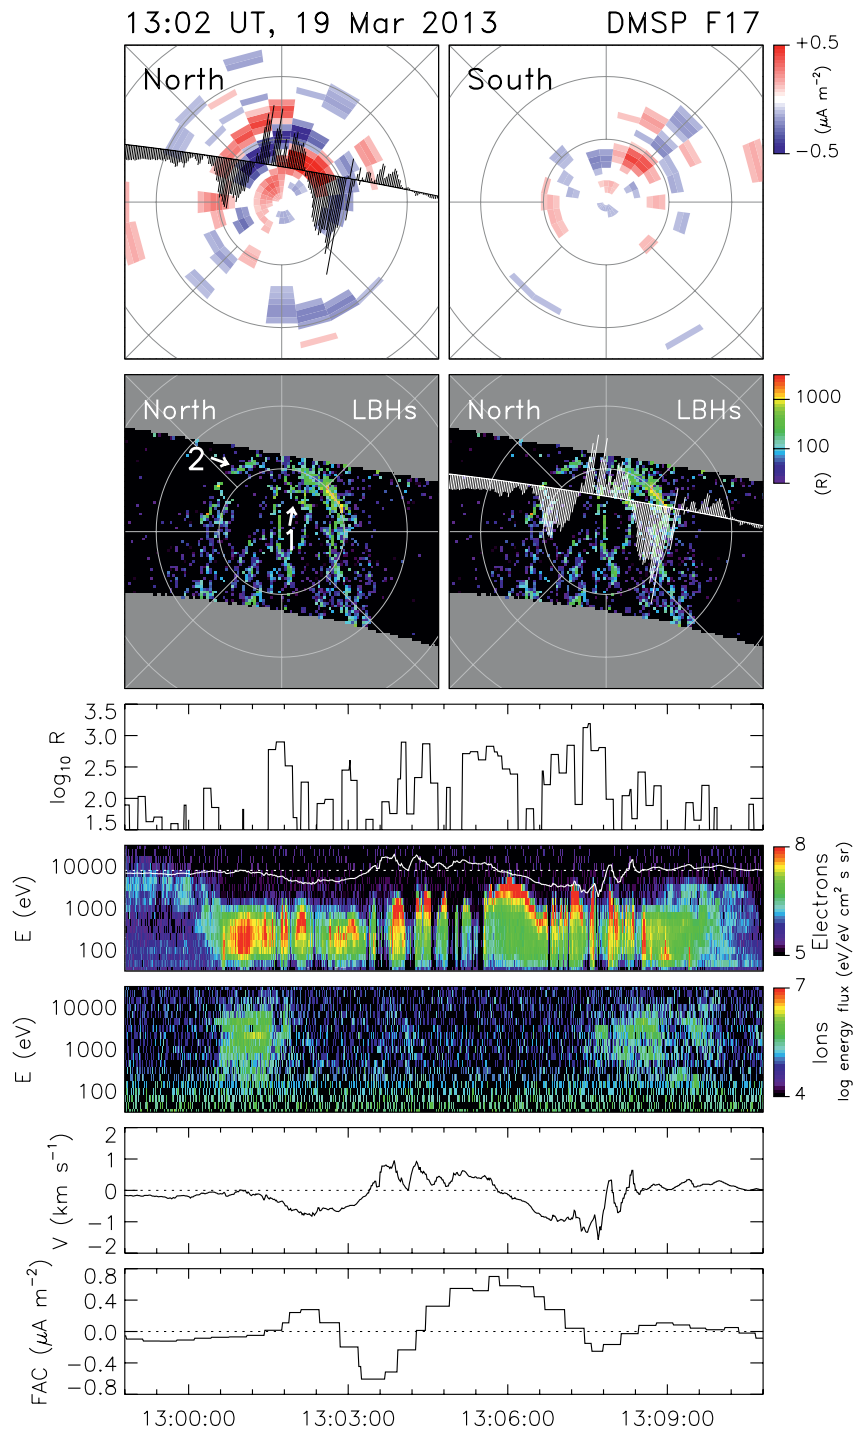 13:02 UT, 19 Mar 2013 DMSP F17
North South
+0.5
(μA m⁻²)
−0.5
North LBHs North LBHs
2
1
1000
100
(R)
log₁₀ R
3.5
3.0
2.5
2.0
1.5
E (eV)
10000
1000
100
8
5
Electrons
E (eV)
10000
1000
100
7
4
Ions
log energy flux (eV/eV cm² s sr)
V (km s⁻¹)
2
1
0
−1
−2
FAC (μA m⁻²)
0.8
0.4
0.0
−0.4
−0.8
13:00:00 13:03:00 13:06:00 13:09:00